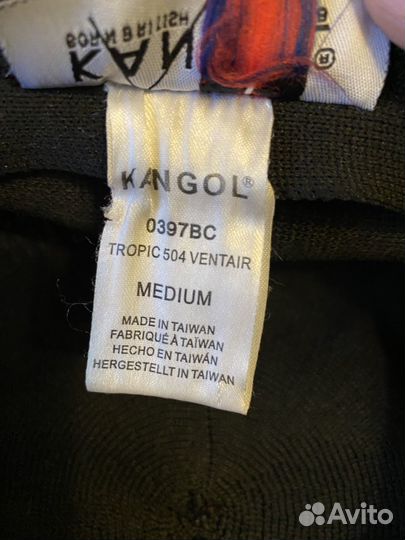 BORN BRITISH
KAN
®
KANGOL®
0397BC
TROPIC 504 VENTAIR
MEDIUM
MADE IN TAIWAN
FABRIQUÉ À TAÏWAN
HECHO EN TAIWÁN
HERGESTELLT IN TAIWAN
Avito